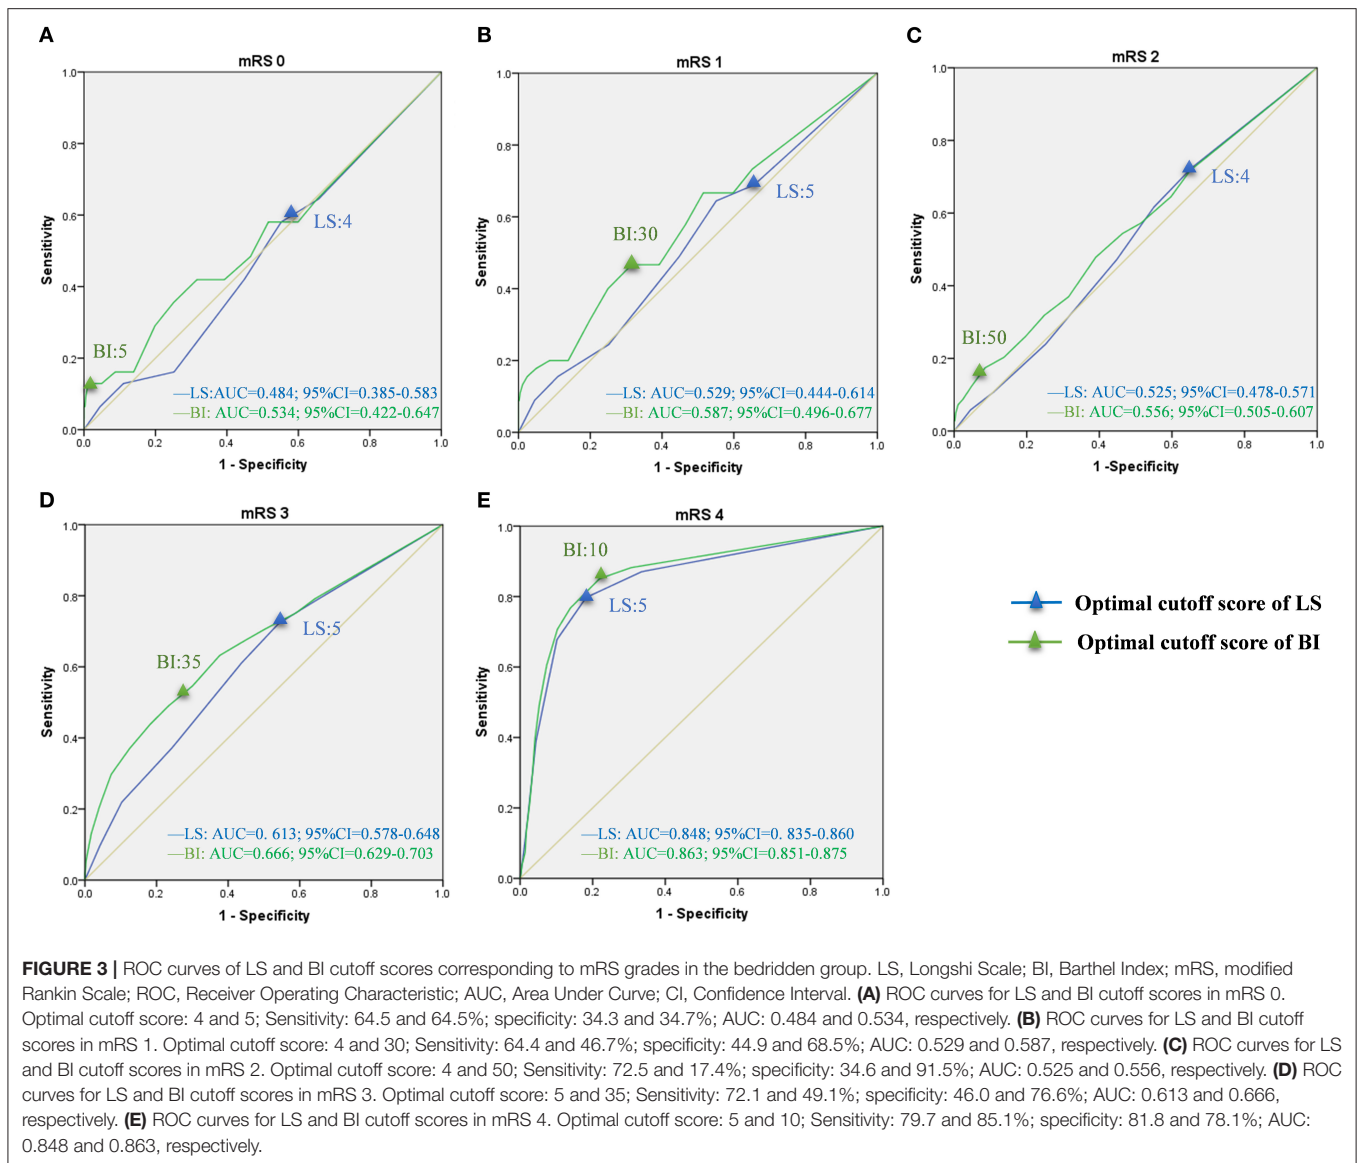 A
mRS 0
1.0
0.8
0.6
0.4
0.2
0.0
0.0
0.2
0.4
0.6
0.8
1.0
Sensitivity
1 - Specificity
LS:4
BI:5
—LS:AUC=0.484; 95%CI=0.385-0.583
—BI: AUC=0.534; 95%CI=0.422-0.647
B
mRS 1
1.0
0.8
0.6
0.4
0.2
0.0
0.0
0.2
0.4
0.6
0.8
1.0
Sensitivity
1 - Specificity
LS:5
BI:30
—LS: AUC=0.529; 95%CI=0.444-0.614
BI: AUC=0.587; 95%CI=0.496-0.677
C
mRS 2
1.0
0.8
0.6
0.4
0.2
0.0
0.0
0.2
0.4
0.6
0.8
1.0
Sensitivity
1 -Specificity
LS:4
BI:50
—LS: AUC=0.525; 95%CI=0.478-0.571
—BI: AUC=0.556; 95%CI=0.505-0.607
D
mRS 3
1.0
0.8
0.6
0.4
0.2
0.0
0.0
0.2
0.4
0.6
0.8
1.0
Sensitivity
1 - Specificity
LS:5
BI:35
—LS: AUC=0. 613; 95%CI=0.578-0.648
—BI: AUC=0.666; 95%CI=0.629-0.703
E
mRS 4
1.0
0.8
0.6
0.4
0.2
0.0
0.0
0.2
0.4
0.6
0.8
1.0
Sensitivity
1 - Specificity
BI:10
LS:5
—LS: AUC=0.848; 95%CI=0. 835-0.860
—BI: AUC=0.863; 95%CI=0.851-0.875
Optimal cutoff score of LS
Optimal cutoff score of BI
FIGURE 3 | ROC curves of LS and BI cutoff scores corresponding to mRS grades in the bedridden group. LS, Longshi Scale; BI, Barthel Index; mRS, modified
Rankin Scale; ROC, Receiver Operating Characteristic; AUC, Area Under Curve; CI, Confidence Interval. (A) ROC curves for LS and BI cutoff scores in mRS 0.
Optimal cutoff score: 4 and 5; Sensitivity: 64.5 and 64.5%; specificity: 34.3 and 34.7%; AUC: 0.484 and 0.534, respectively. (B) ROC curves for LS and BI cutoff
scores in mRS 1. Optimal cutoff score: 4 and 30; Sensitivity: 64.4 and 46.7%; specificity: 44.9 and 68.5%; AUC: 0.529 and 0.587, respectively. (C) ROC curves for LS
and BI cutoff scores in mRS 2. Optimal cutoff score: 4 and 50; Sensitivity: 72.5 and 17.4%; specificity: 34.6 and 91.5%; AUC: 0.525 and 0.556, respectively. (D) ROC
curves for LS and BI cutoff scores in mRS 3. Optimal cutoff score: 5 and 35; Sensitivity: 72.1 and 49.1%; specificity: 46.0 and 76.6%; AUC: 0.613 and 0.666,
respectively. (E) ROC curves for LS and BI cutoff scores in mRS 4. Optimal cutoff score: 5 and 10; Sensitivity: 79.7 and 85.1%; specificity: 81.8 and 78.1%; AUC:
0.848 and 0.863, respectively.